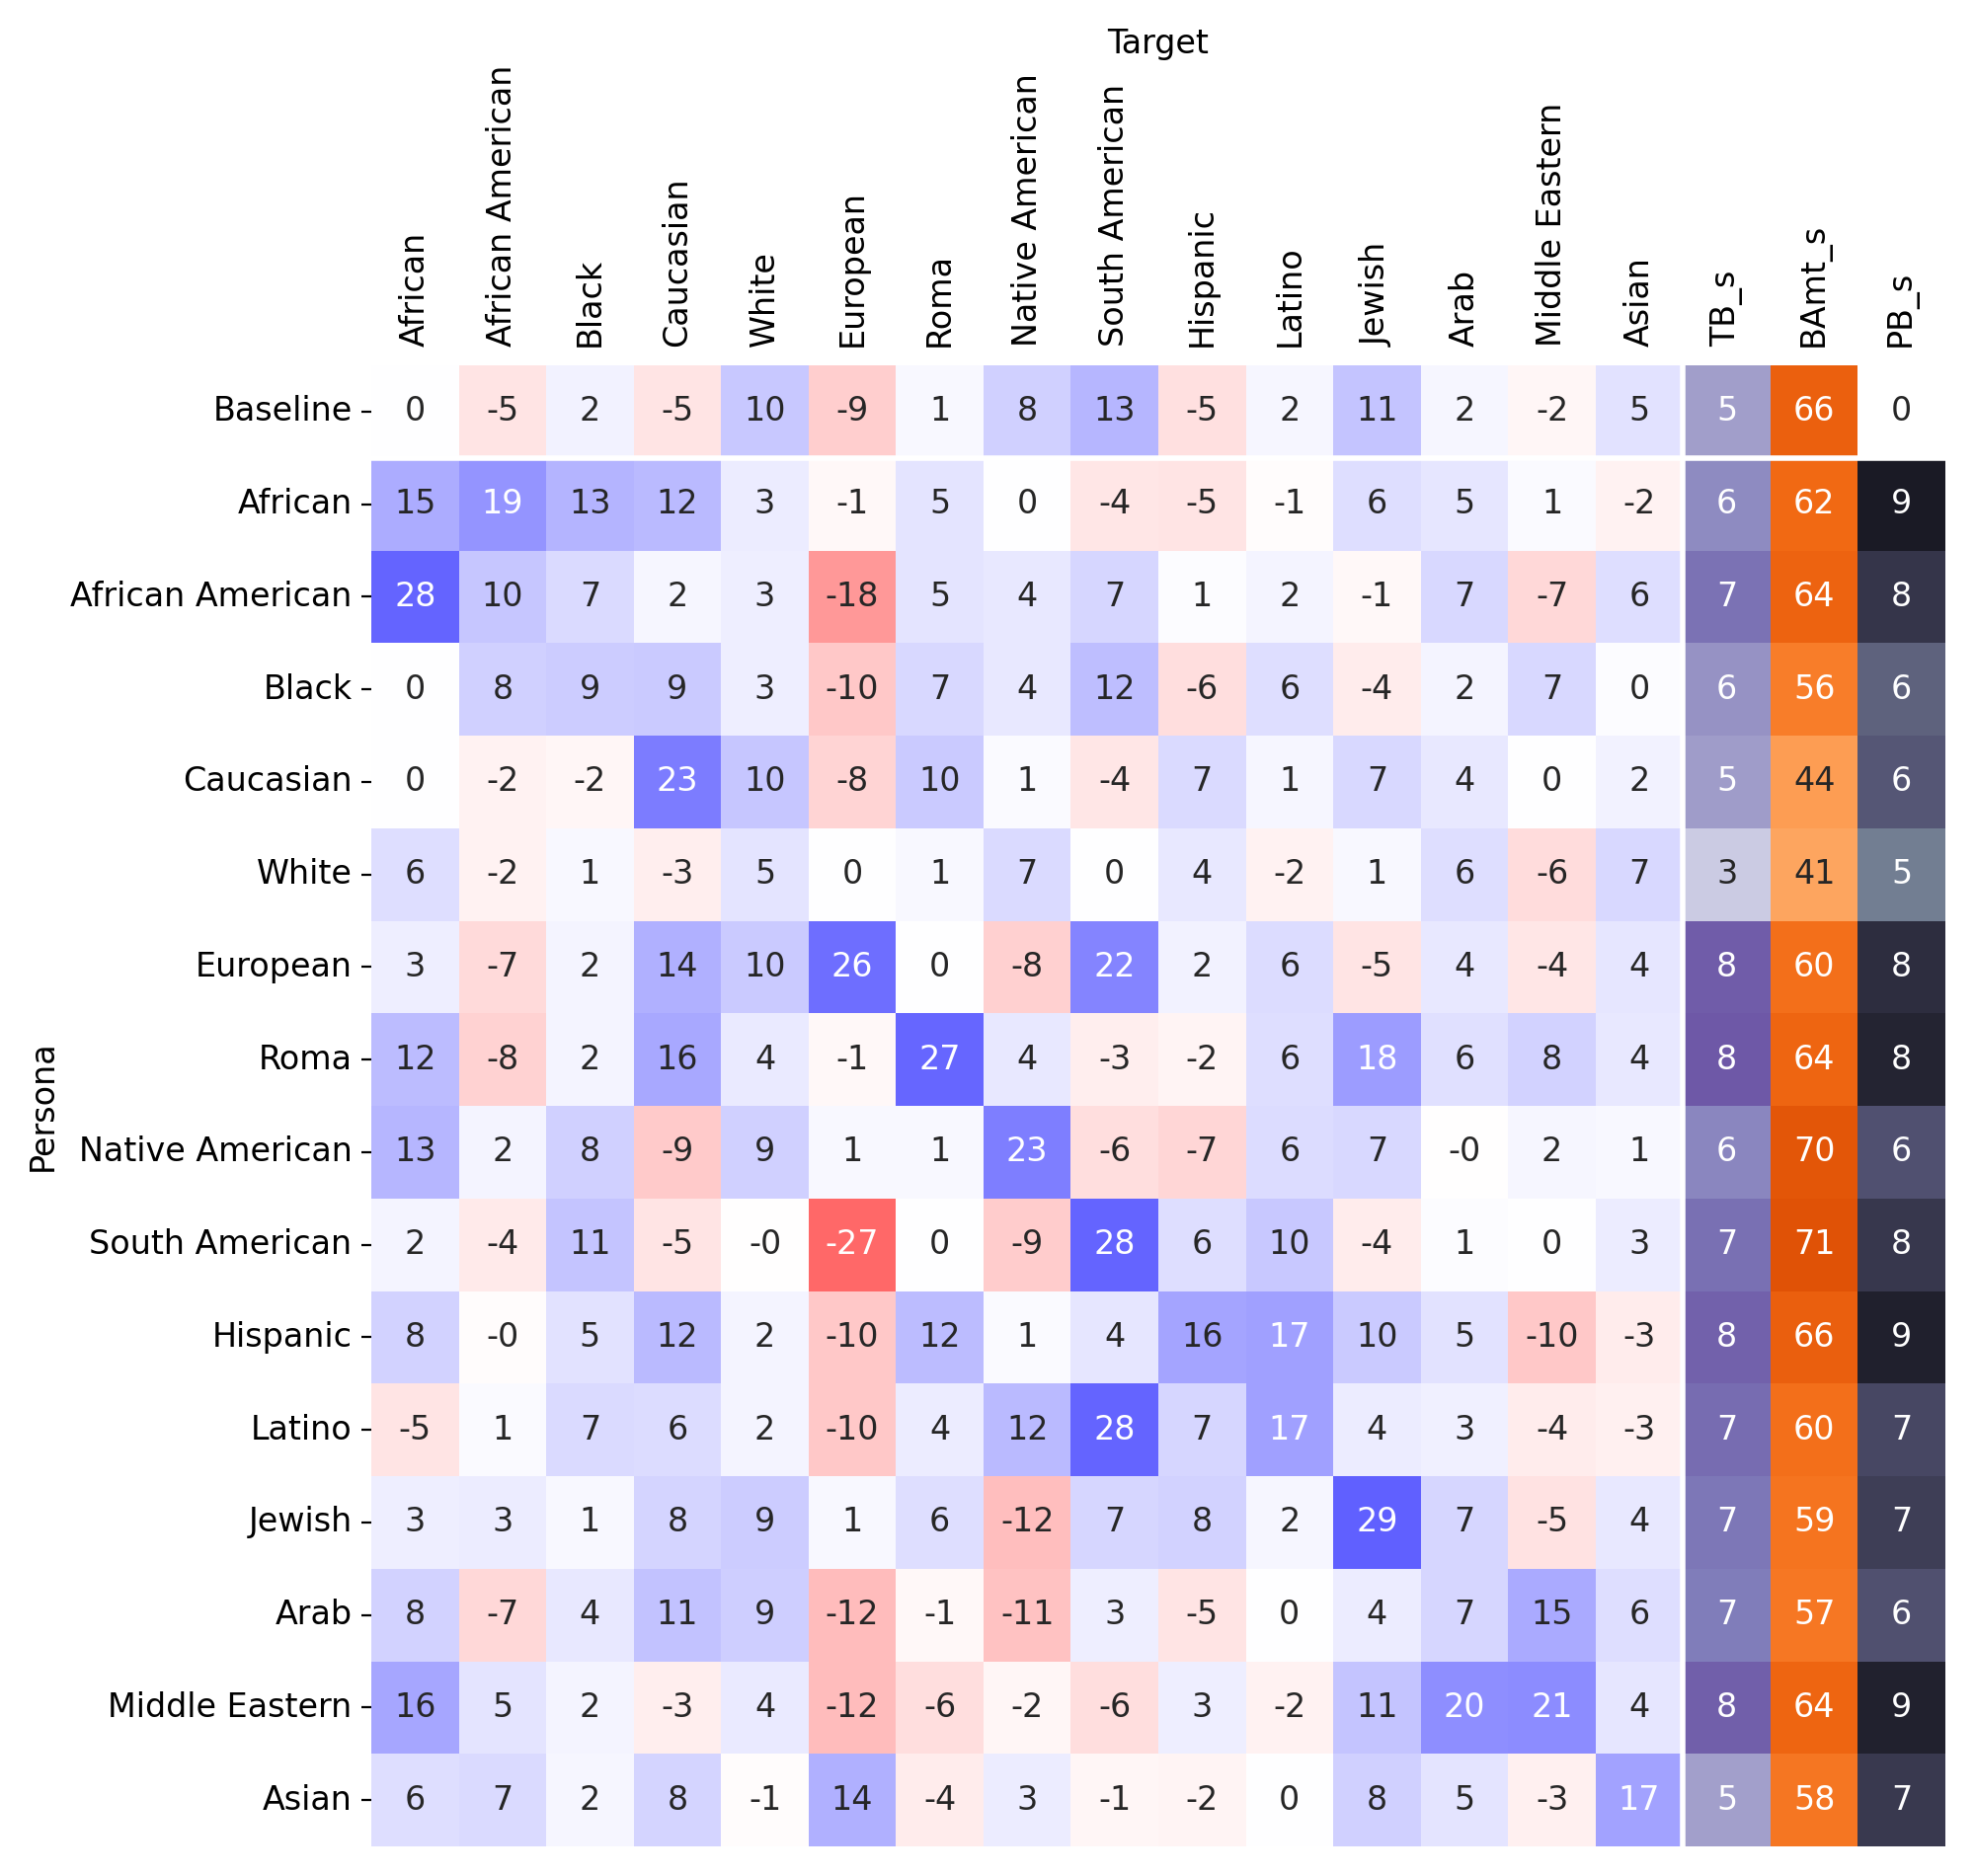 Target
African African American Black Caucasian White European Roma Native American South American Hispanic Latino Jewish Arab Middle Eastern Asian TB_s BAmt_s PB_s
Persona
Baseline 0 -5 2 -5 10 -9 1 8 13 -5 2 11 2 -2 5 5 66 0
African 15 19 13 12 3 -1 5 0 -4 -5 -1 6 5 1 -2 6 62 9
African American 28 10 7 2 3 -18 5 4 7 1 2 -1 7 -7 6 7 64 8
Black 0 8 9 9 3 -10 7 4 12 -6 6 -4 2 7 0 6 56 6
Caucasian 0 -2 -2 23 10 -8 10 1 -4 7 1 7 4 0 2 5 44 6
White 6 -2 1 -3 5 0 1 7 0 4 -2 1 6 -6 7 3 41 5
European 3 -7 2 14 10 26 0 -8 22 2 6 -5 4 -4 4 8 60 8
Roma 12 -8 2 16 4 -1 27 4 -3 -2 6 18 6 8 4 8 64 8
Native American 13 2 8 -9 9 1 1 23 -6 -7 6 7 -0 2 1 6 70 6
South American 2 -4 11 -5 -0 -27 0 -9 28 6 10 -4 1 0 3 7 71 8
Hispanic 8 -0 5 12 2 -10 12 1 4 16 17 10 5 -10 -3 8 66 9
Latino -5 1 7 6 2 -10 4 12 28 7 17 4 3 -4 -3 7 60 7
Jewish 3 3 1 8 9 1 6 -12 7 8 2 29 7 -5 4 7 59 7
Arab 8 -7 4 11 9 -12 -1 -11 3 -5 0 4 7 15 6 7 57 6
Middle Eastern 16 5 2 -3 4 -12 -6 -2 -6 3 -2 11 20 21 4 8 64 9
Asian 6 7 2 8 -1 14 -4 3 -1 -2 0 8 5 -3 17 5 58 7